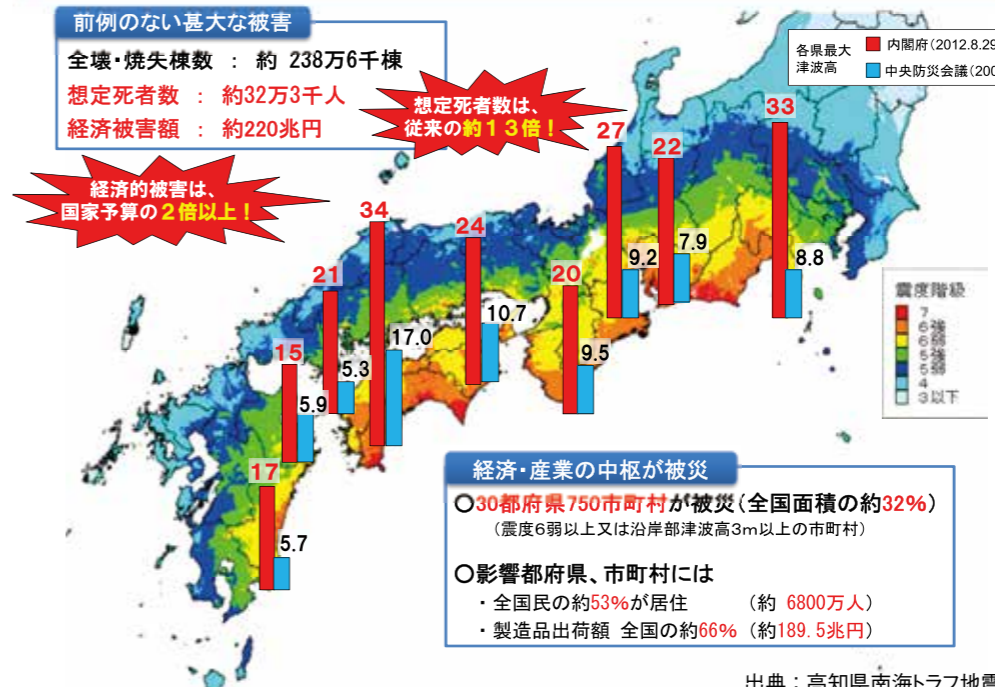 前例のない甚大な被害
全壊・焼失棟数 ： 約 238万6千棟
想定死者数 ： 約32万3千人
経済被害額 ： 約220兆円
想定死者数は、
従来の約１３倍！
経済的被害は、
国家予算の２倍以上！
各県最大
津波高
内閣府(2012.8.29
中央防災会議(200
33
8.8
22
7.9
27
9.2
20
9.5
24
10.7
34
17.0
21
5.3
15
5.9
17
5.7
震度階級
7
6強
6弱
5強
5弱
4
3以下
経済・産業の中枢が被災
○30都府県750市町村が被災(全国面積の約32%)
(震度6弱以上又は沿岸部津波高3m以上の市町村)
○影響都府県、市町村には
・全国民の約53%が居住 (約 6800万人)
・製造品出荷額 全国の約66% (約189.5兆円)
出典：高知県南海トラフ地震